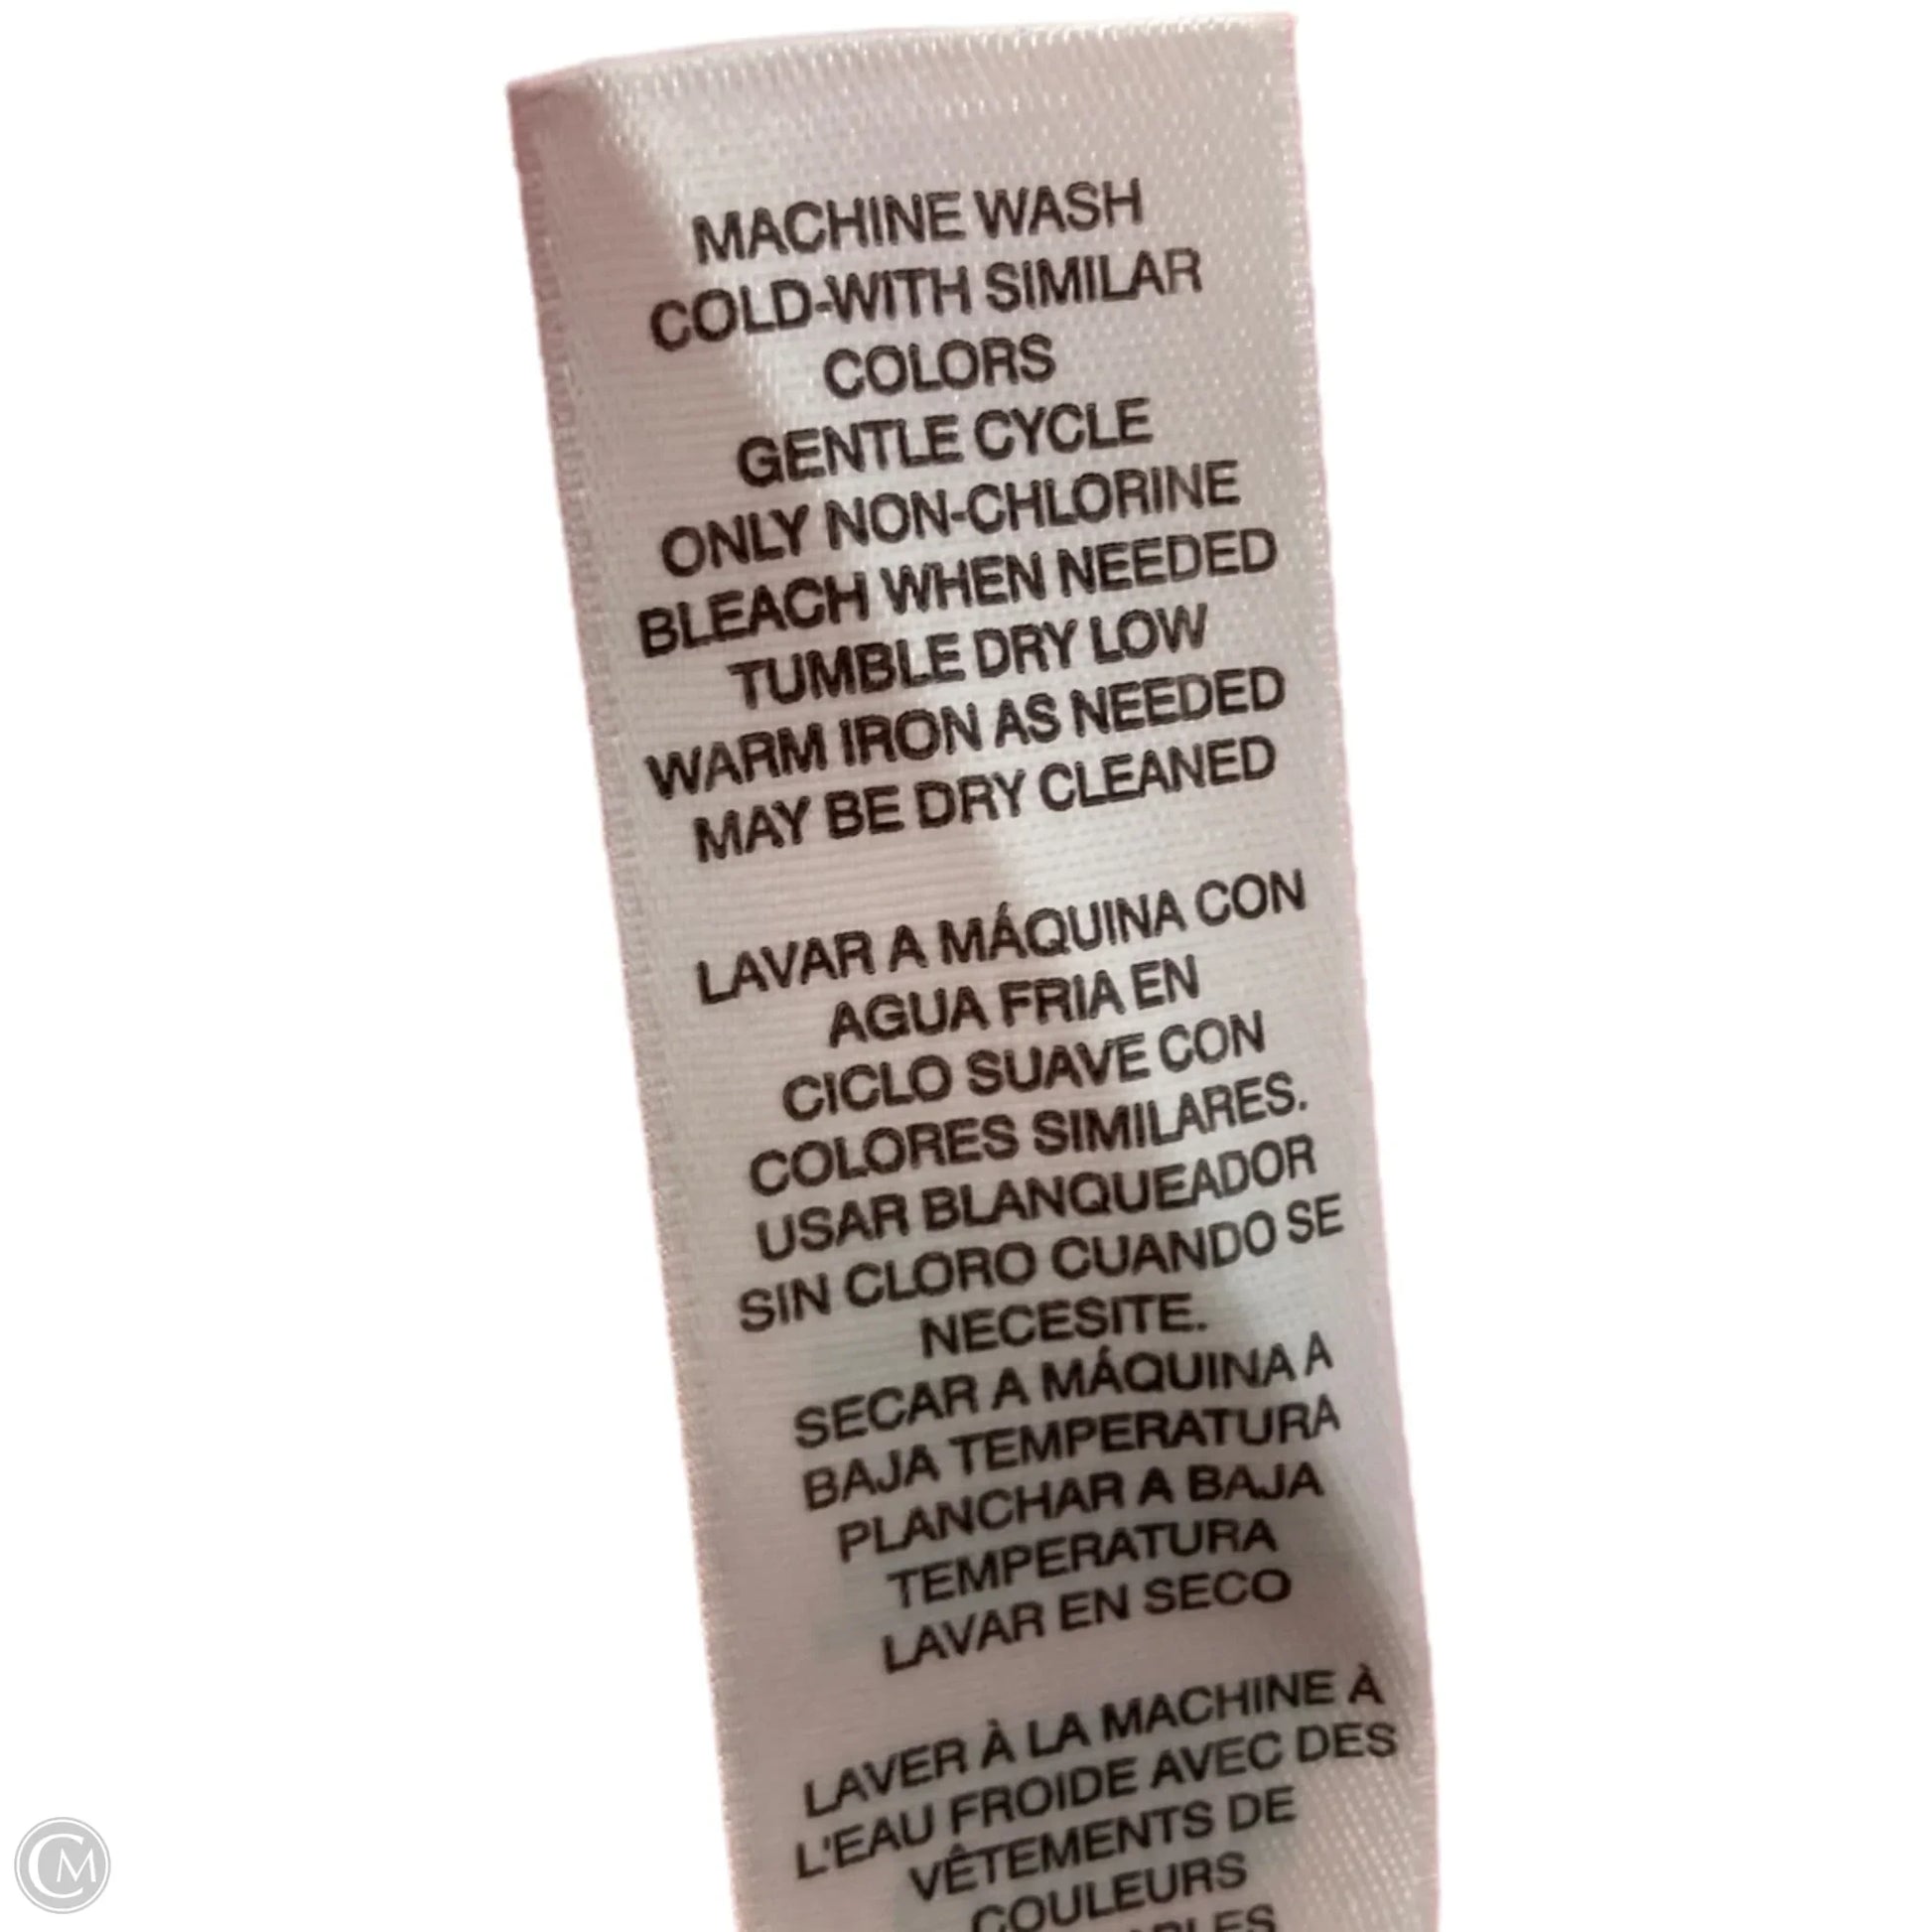 MACHINE WASH
COLD-WITH SIMILAR
COLORS
GENTLE CYCLE
ONLY NON-CHLORINE
BLEACH WHEN NEEDED
TUMBLE DRY LOW
WARM IRON AS NEEDED
MAY BE DRY CLEANED
LAVAR A MÁQUINA CON
AGUA FRIA EN
CICLO SUAVE CON
COLORES SIMILARES.
USAR BLANQUEADOR
SIN CLORO CUANDO SE
NECESITE.
SECAR A MÁQUINA A
BAJA TEMPERATURA
PLANCHAR A BAJA
TEMPERATURA
LAVAR EN SECO
LAVER À LA MACHINE À
L'EAU FROIDE AVEC DES
VÊTEMENTS DE
COULEURS
CM